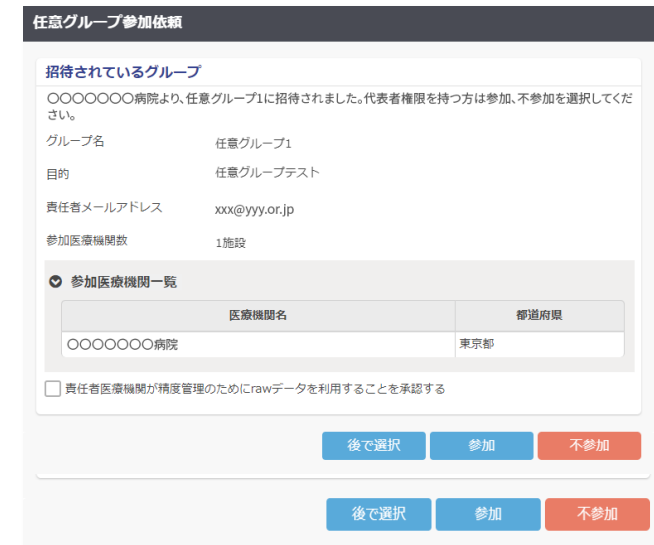 任意グループ参加依頼
招待されているグループ
〇〇〇〇〇〇〇病院より、任意グループ1に招待されました。代表者権限を持つ方は参加、不参加を選択してくだ
さい。
グループ名 任意グループ1
目的 任意グループテスト
責任者メールアドレス xxx@yyy.or.jp
参加医療機関数 1施設
参加医療機関一覧
医療機関名 都道府県
〇〇〇〇〇〇〇病院 東京都
責任者医療機関が精度管理のためにrawデータを利用することを承認する
後で選択 参加 不参加
後で選択 参加 不参加